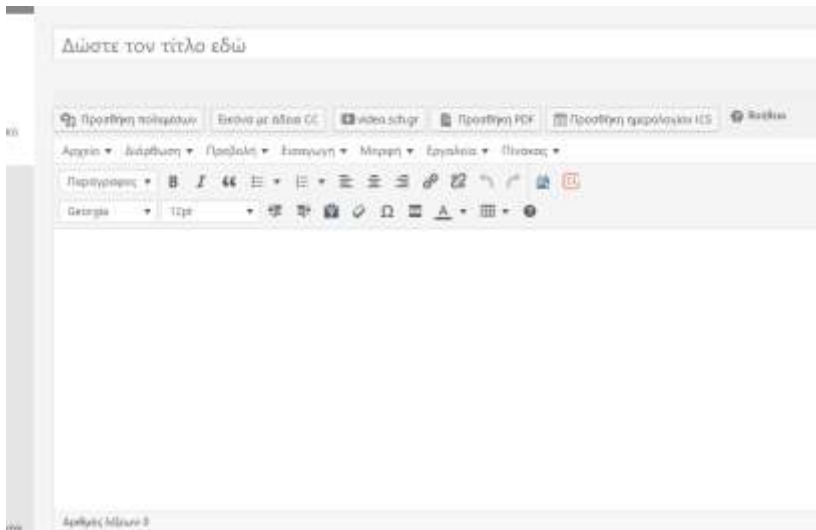 Δώστε τον τίτλο εδώ
Προσθήκη πολυμέσων Εικόνα με άδεια CC video.sch.gr Προσθήκη PDF Προσθήκη ημερολογίου ICS Βοήθεια
Αρχείο Διόρθωση Προβολή Εισαγωγή Μορφή Εργαλεία Πίνακας
Παράγραφος B I
Georgia 12pt Ω A
Αριθμός λέξεων 0